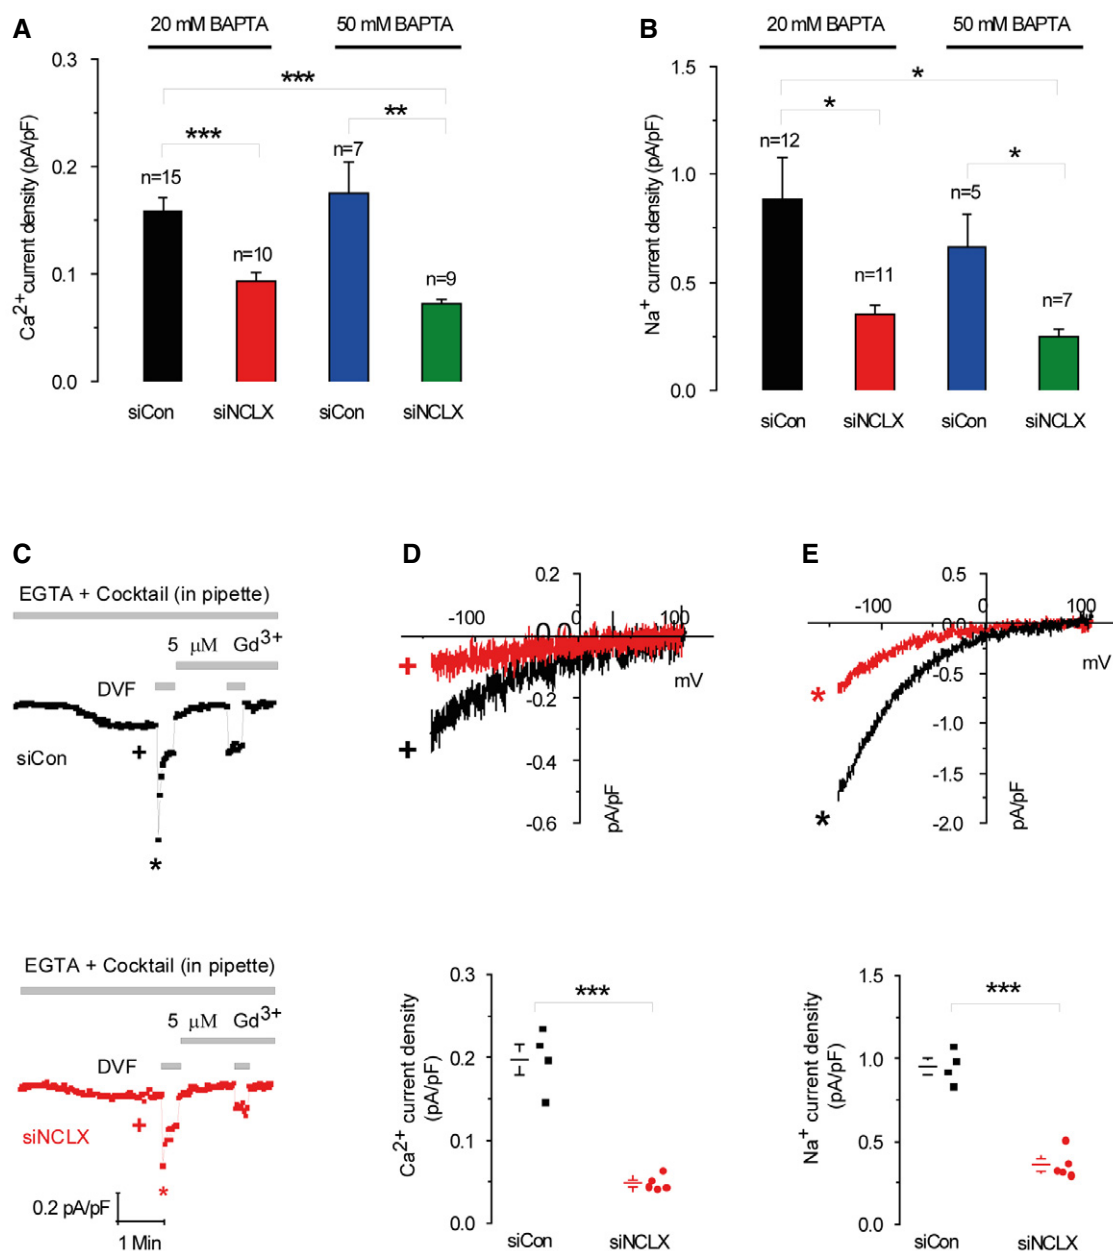 A
20 mM BAPTA
50 mM BAPTA
0.3
0.2
0.1
0.0
Ca2+ current density (pA/pF)
***
***
**
n=15
n=10
n=7
n=9
siCon
siNCLX
siCon
siNCLX
B
20 mM BAPTA
50 mM BAPTA
1.5
1.0
0.5
0.0
Na+ current density (pA/pF)
*
*
*
n=12
n=11
n=5
n=7
siCon
siNCLX
siCon
siNCLX
C
EGTA + Cocktail (in pipette)
5 µM Gd3+
DVF
+
siCon
*
EGTA + Cocktail (in pipette)
5 µM Gd3+
DVF
+
siNCLX
*
0.2 pA/pF
1 Min
D
0.2
-100
0
100
0.0
mV
+
+
-0.2
-0.4
-0.6
pA/pF
0.3
0.2
0.1
0.0
Ca2+ current density
(pA/pF)
***
siCon
siNCLX
E
0.5
-100
0
100
0.0
mV
*
*
-0.5
-1.0
-1.5
-2.0
pA/pF
1.5
1.0
0.5
0.0
Na+ current density
(pA/pF)
***
siCon
siNCLX